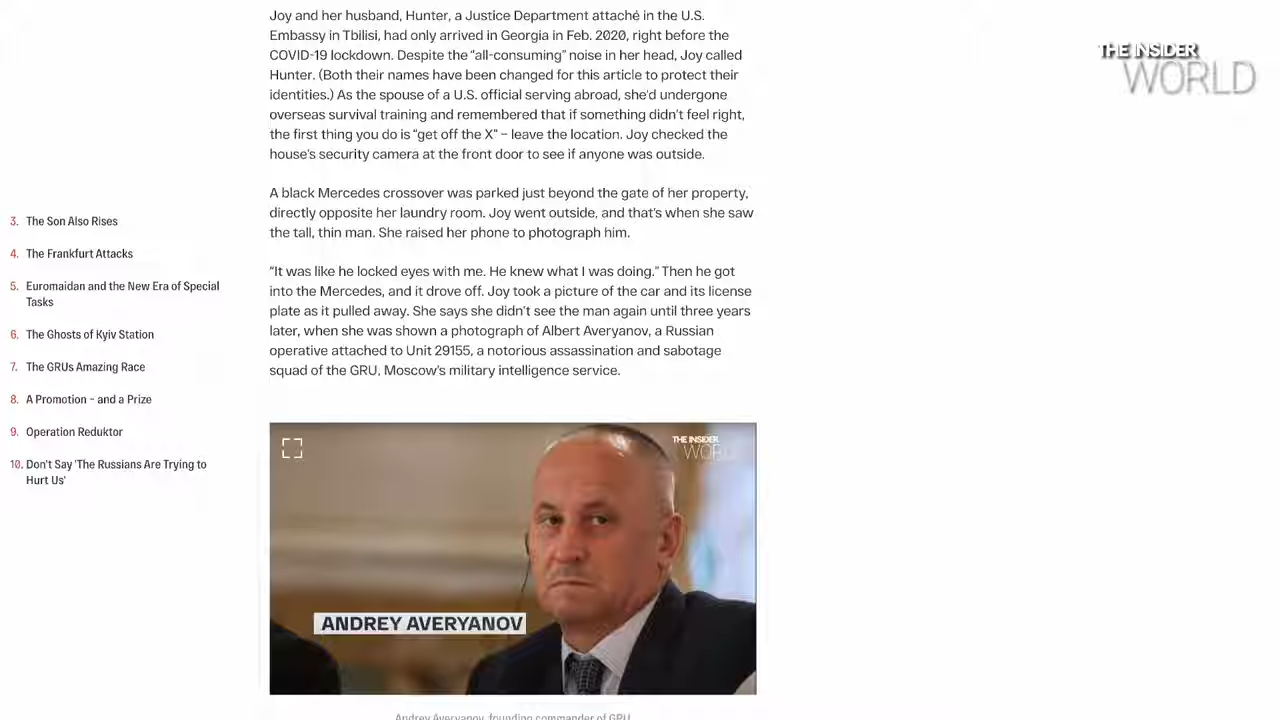 Joy and her husband, Hunter, a Justice Department attaché in the U.S.
Embassy in Tbilisi, had only arrived in Georgia in Feb. 2020, right before the
COVID-19 lockdown. Despite the “all-consuming” noise in her head, Joy called
Hunter. (Both their names have been changed for this article to protect their
identities.) As the spouse of a U.S. official serving abroad, she'd undergone
overseas survival training and remembered that if something didn't feel right,
the first thing you do is “get off the X” – leave the location. Joy checked the
house's security camera at the front door to see if anyone was outside.
A black Mercedes crossover was parked just beyond the gate of her property,
directly opposite her laundry room. Joy went outside, and that's when she saw
the tall, thin man. She raised her phone to photograph him.
“It was like he locked eyes with me. He knew what I was doing.” Then he got
into the Mercedes, and it drove off. Joy took a picture of the car and its license
plate as it pulled away. She says she didn't see the man again until three years
later, when she was shown a photograph of Albert Averyanov, a Russian
operative attached to Unit 29155, a notorious assassination and sabotage
squad of the GRU, Moscow's military intelligence service.
3. The Son Also Rises
4. The Frankfurt Attacks
5. Euromaidan and the New Era of Special
Tasks
6. The Ghosts of Kyiv Station
7. The GRUs Amazing Race
8. A Promotion – and a Prize
9. Operation Reduktor
10. Don't Say 'The Russians Are Trying to
Hurt Us'
THE INSIDER
WORLD
THE INSIDER
WORLD
ANDREY AVERYANOV
Andrey Averyanov, founding commander of GRU